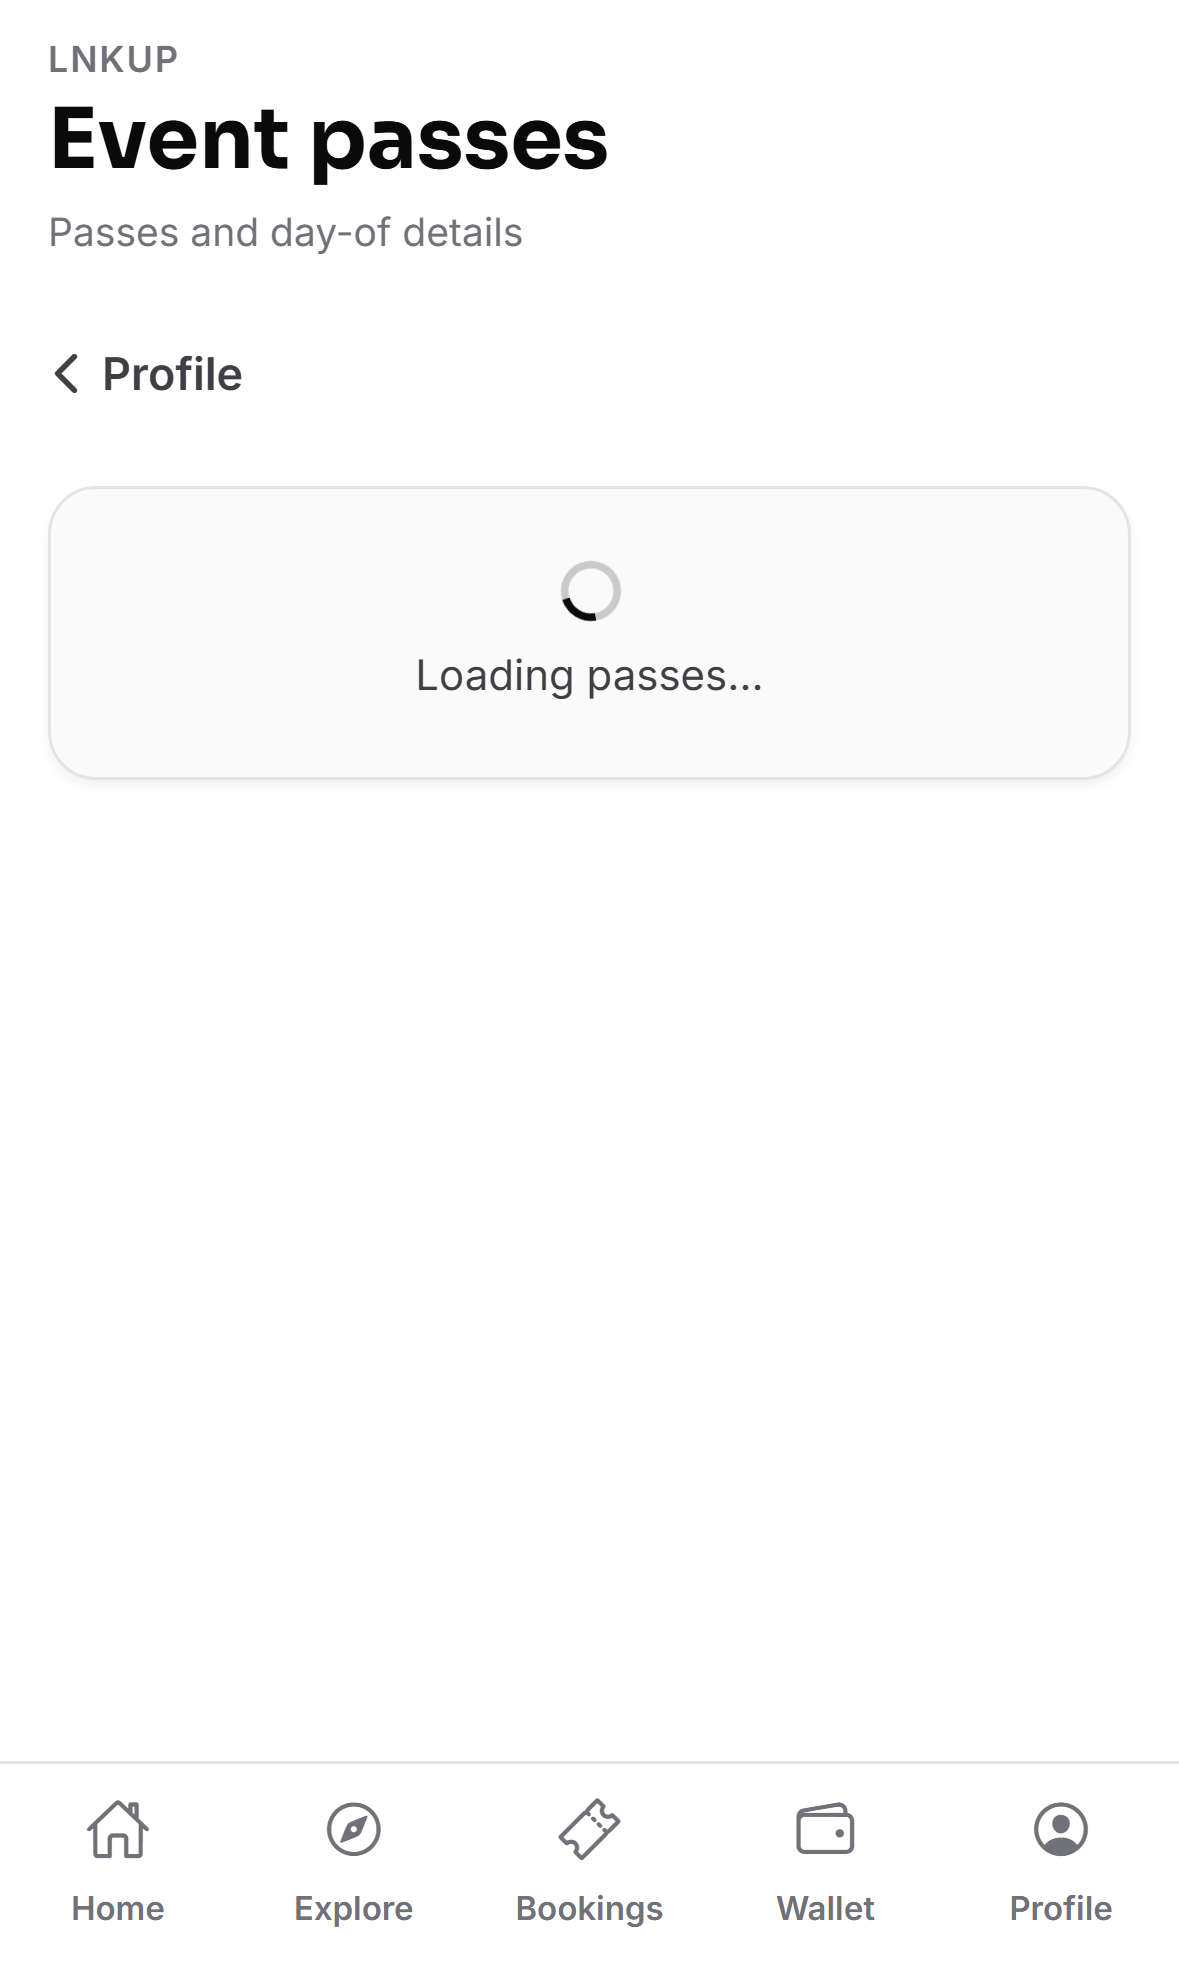 LNKUP
Event passes
Passes and day-of details
Profile
Loading passes...
Home
Explore
Bookings
Wallet
Profile